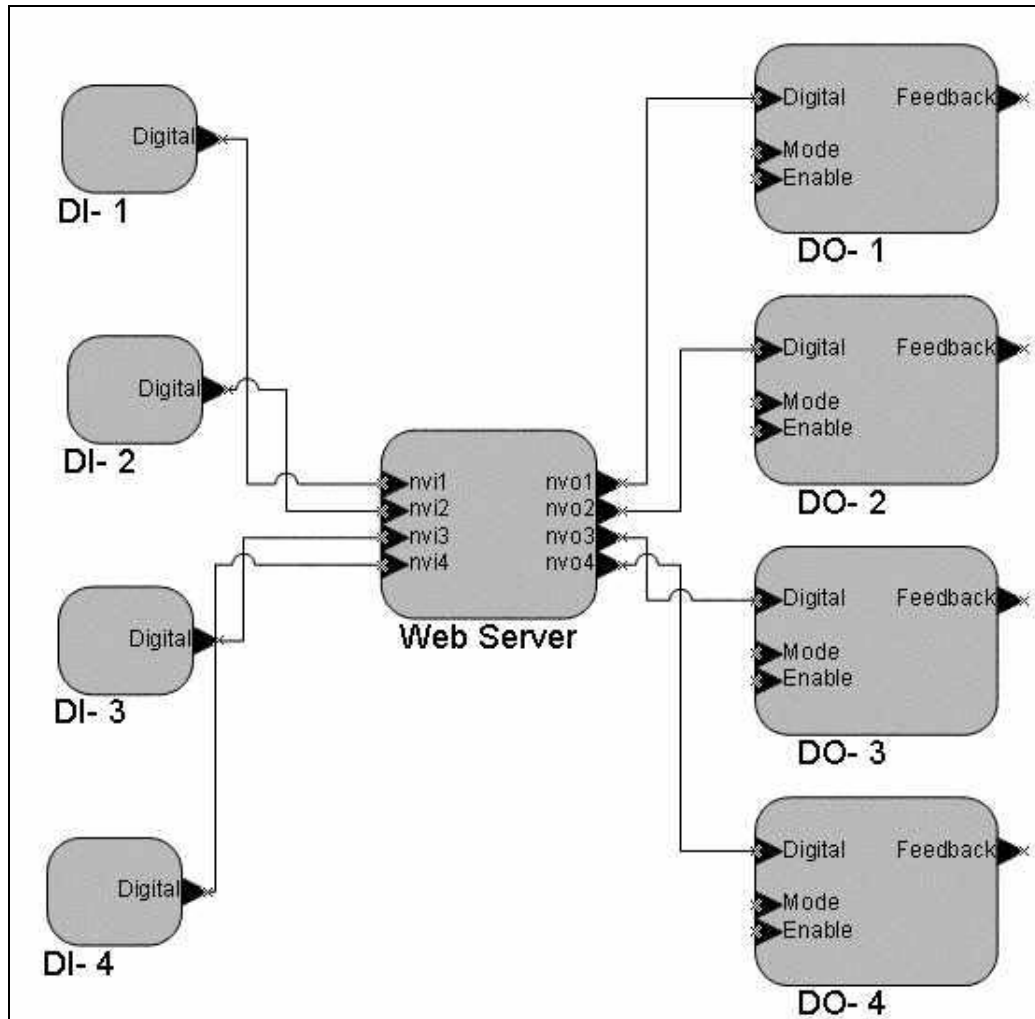 Digital
DI- 1
Digital
DI- 2
Digital
DI- 3
Digital
DI- 4
nvi1
nvi2
nvi3
nvi4
nvo1
nvo2
nvo3
nvo4
Web Server
Digital Feedback
Mode
Enable
DO- 1
Digital Feedback
Mode
Enable
DO- 2
Digital Feedback
Mode
Enable
DO- 3
Digital Feedback
Mode
Enable
DO- 4